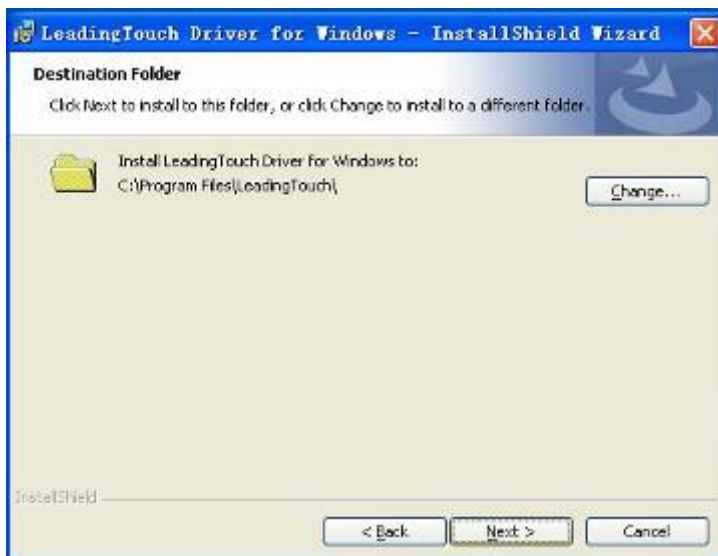 LeadingTouch Driver for Windows - InstallShield Wizard
Destination Folder
Click Next to install to this folder, or click Change to install to a different folder.
Install LeadingTouch Driver for Windows to:
C:\Program Files\LeadingTouch\
Change...
InstallShield
< Back
Next >
Cancel